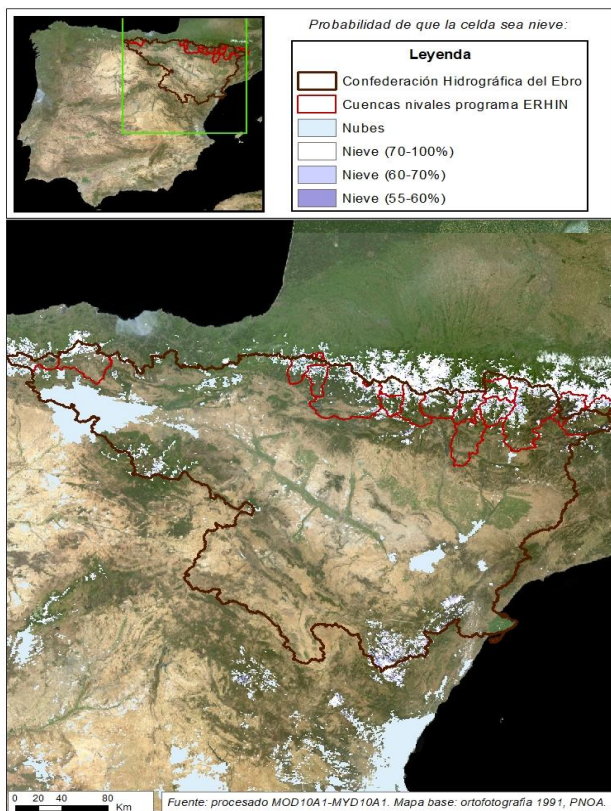 Probabilidad de que la celda sea nieve:
Leyenda
Confederación Hidrográfica del Ebro
Cuencas nivales programa ERHIN
Nubes
Nieve (70-100%)
Nieve (60-70%)
Nieve (55-60%)
0 20 40 80
Km
Fuente: procesado MOD10A1-MYD10A1. Mapa base: ortofotografía 1991, PNOA.